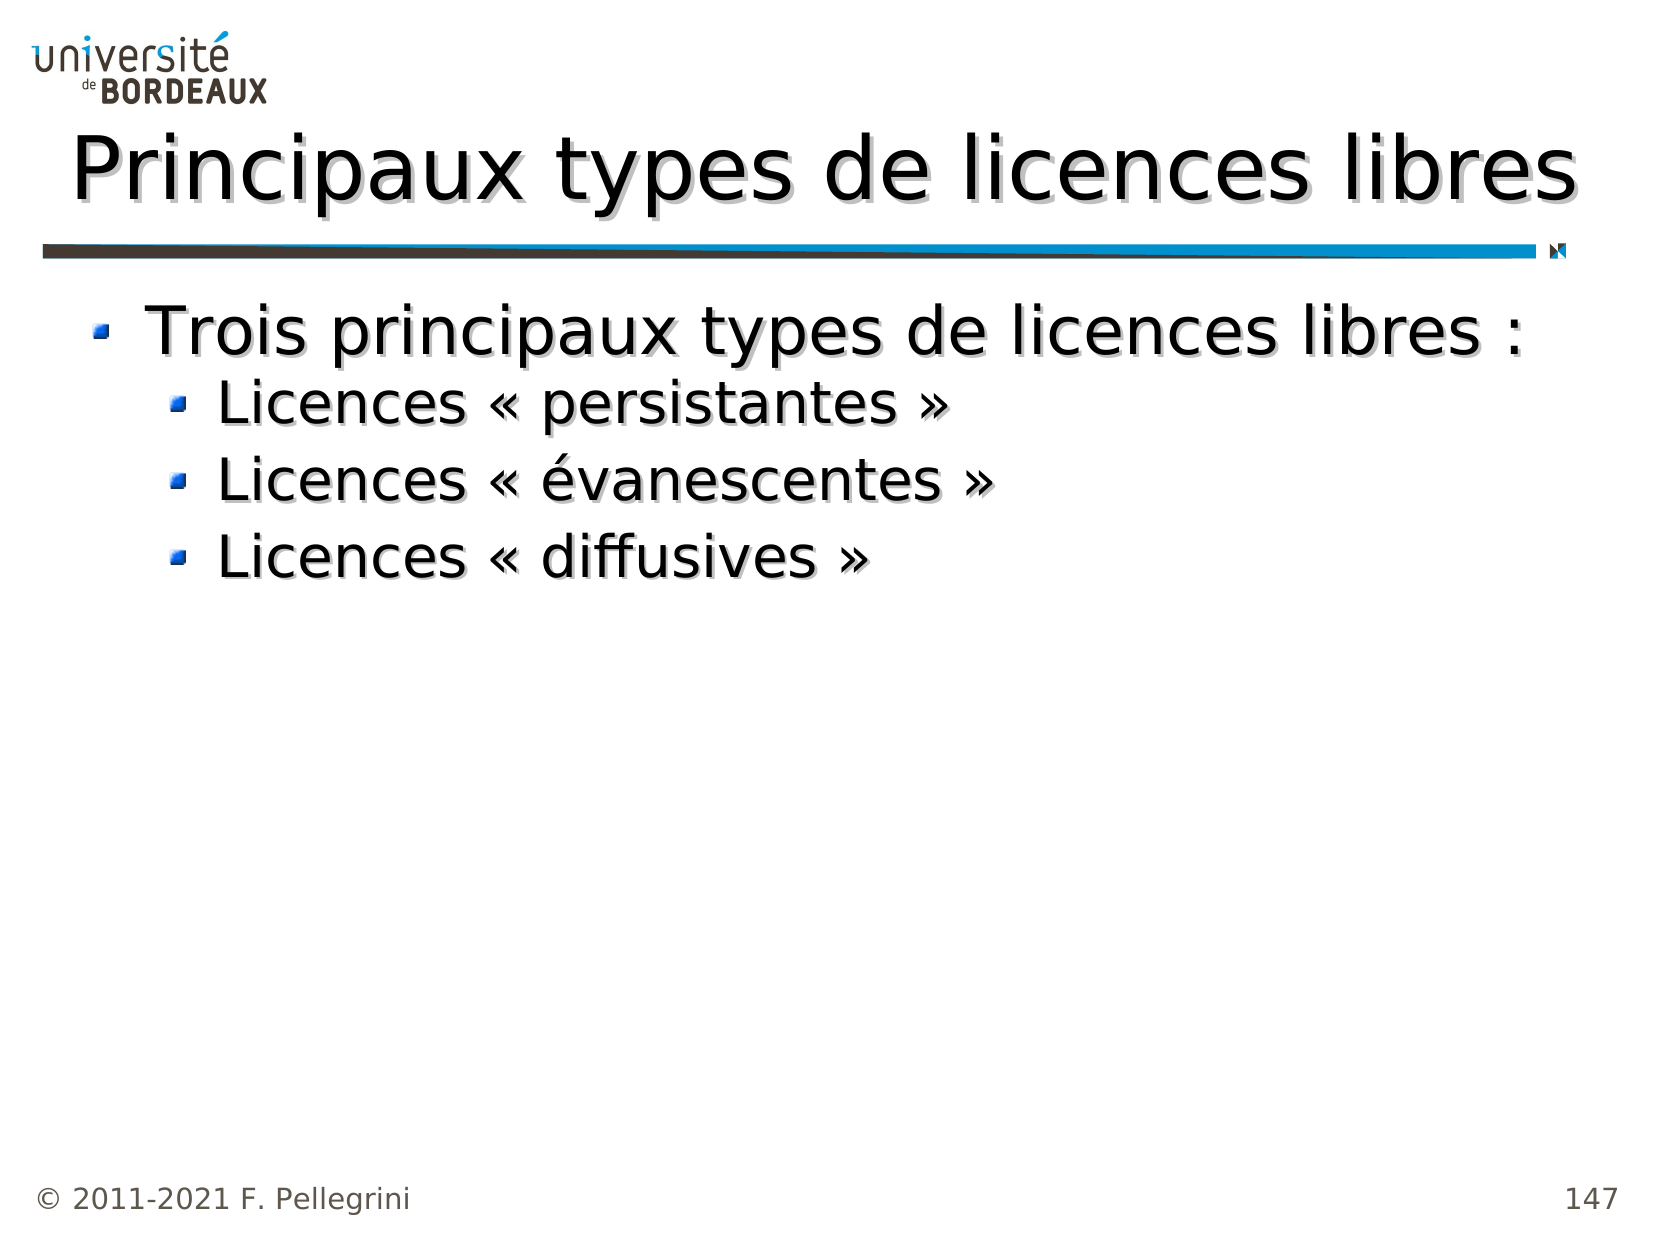 université
de BORDEAUX
Principaux types de licences libres
Trois principaux types de licences libres :
Licences « persistantes »
Licences « évanescentes »
Licences « diffusives »
© 2011-2021 F. Pellegrini
147